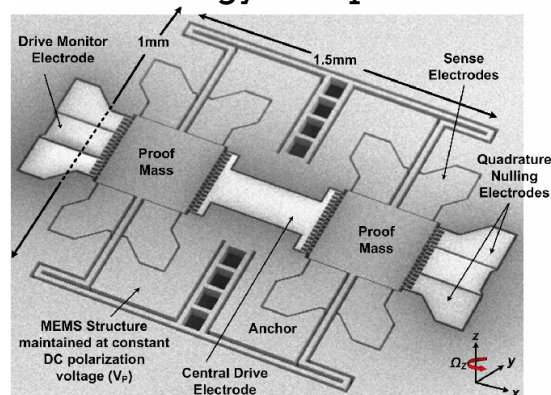 Drive Monitor
Electrode
1mm
1.5mm
Sense
Electrodes
Quadrature
Nulling
Electrodes
Proof
Mass
Proof
Mass
MEMS Structure
maintained at constant
DC polarization
voltage (VP)
Anchor
Central Drive
Electrode
z
ΩZ
y
x